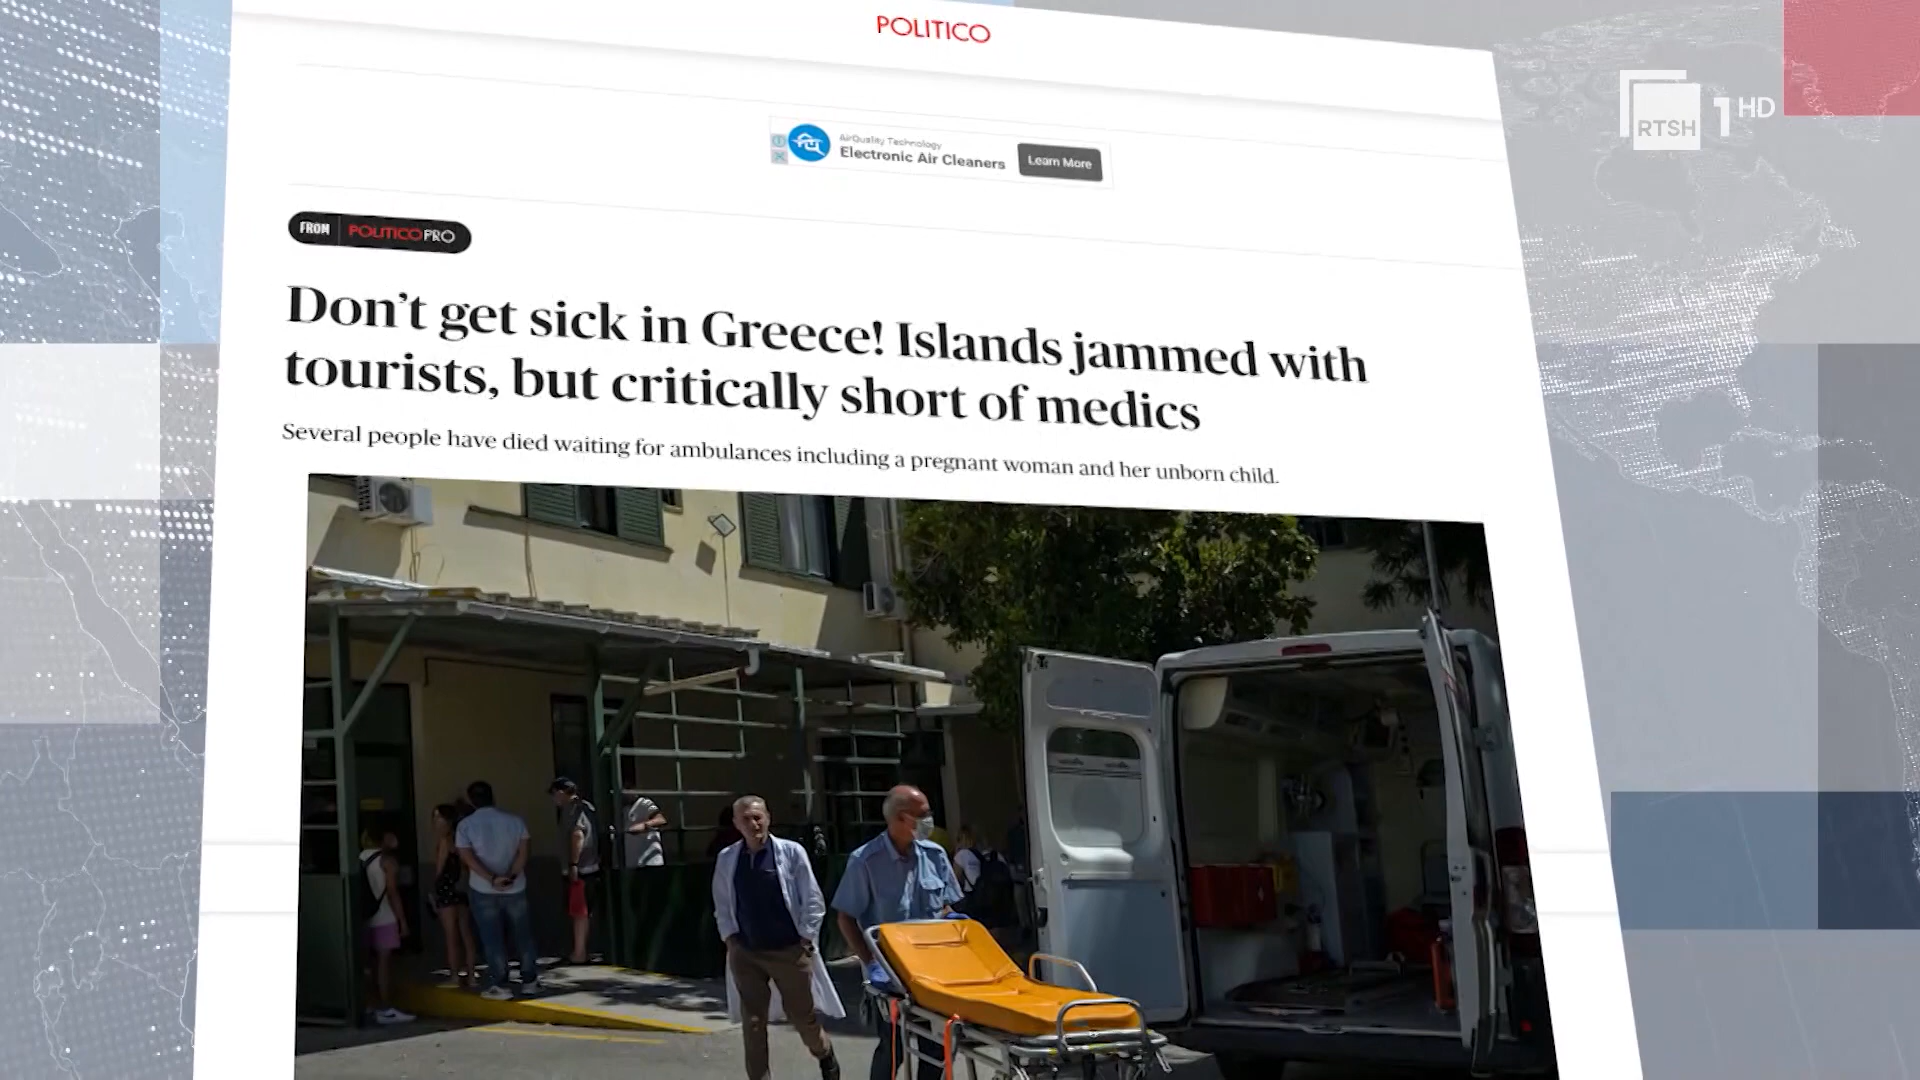 POLITICO
RTSH 1 HD
AirQuality Technology
Electronic Air Cleaners
Learn More
FROM POLITICO PRO
Don't get sick in Greece! Islands jammed with
tourists, but critically short of medics
Several people have died waiting for ambulances including a pregnant woman and her unborn child.